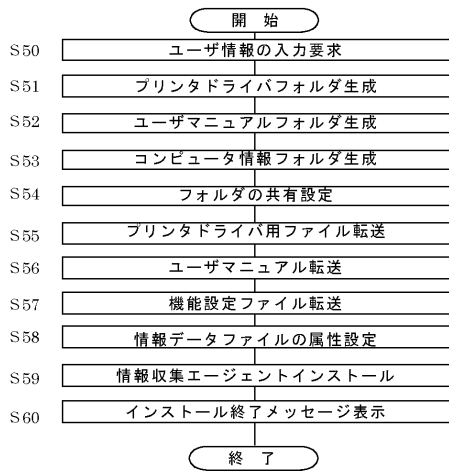 開 始
S50 ユーザ情報の入力要求
S51 プリンタドライバフォルダ生成
S52 ユーザマニュアルフォルダ生成
S53 コンピュータ情報フォルダ生成
S54 フォルダの共有設定
S55 プリンタドライバ用ファイル転送
S56 ユーザマニュアル転送
S57 機能設定ファイル転送
S58 情報データファイルの属性設定
S59 情報収集エージェントインストール
S60 インストール終了メッセージ表示
終 了